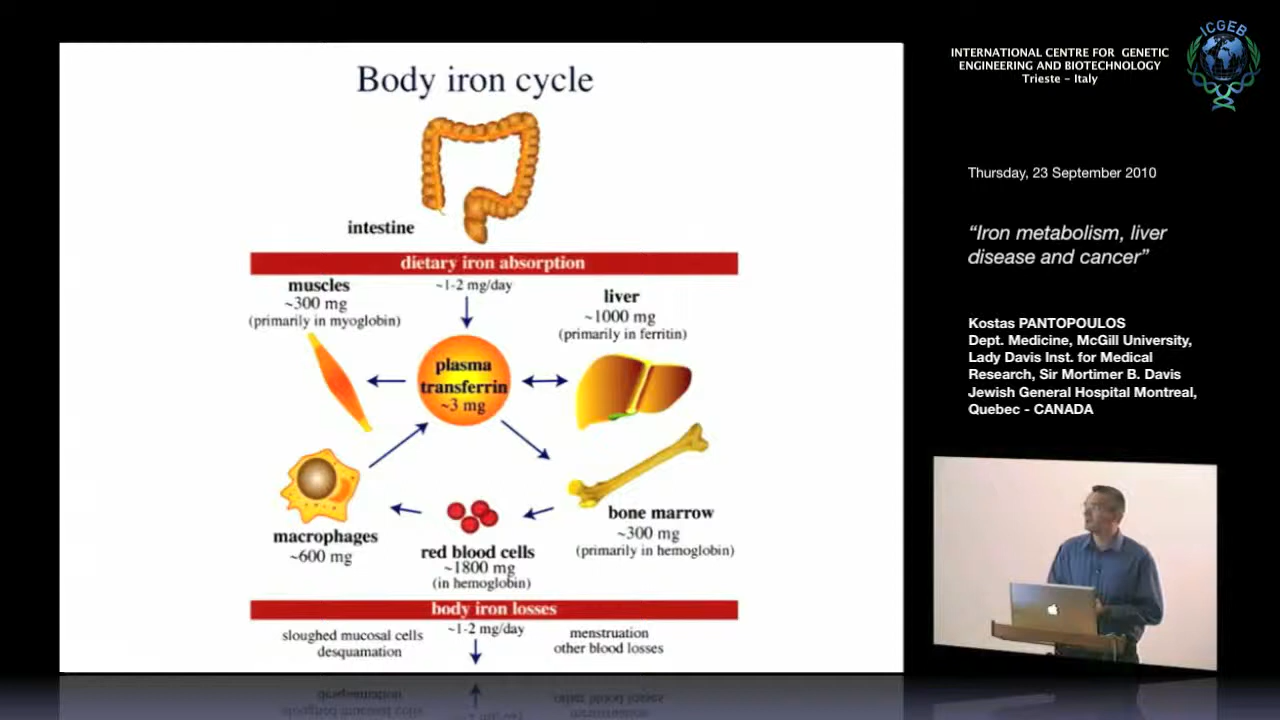 Body iron cycle
intestine
dietary iron absorption
muscles
~300 mg
(primarily in myoglobin)
~1-2 mg/day
liver
~1000 mg
(primarily in ferritin)
plasma
transferrin
~3 mg
macrophages
~600 mg
red blood cells
~1800 mg
(in hemoglobin)
bone marrow
~300 mg
(primarily in hemoglobin)
body iron losses
sloughed mucosal cells
desquamation
~1-2 mg/day
menstruation
other blood losses
ICGEB
INTERNATIONAL CENTRE FOR GENETIC
ENGINEERING AND BIOTECHNOLOGY
Trieste - Italy
Thursday, 23 September 2010
“Iron metabolism, liver
disease and cancer”
Kostas PANTOPOULOS
Dept. Medicine, McGill University,
Lady Davis Inst. for Medical
Research, Sir Mortimer B. Davis
Jewish General Hospital Montreal,
Quebec - CANADA